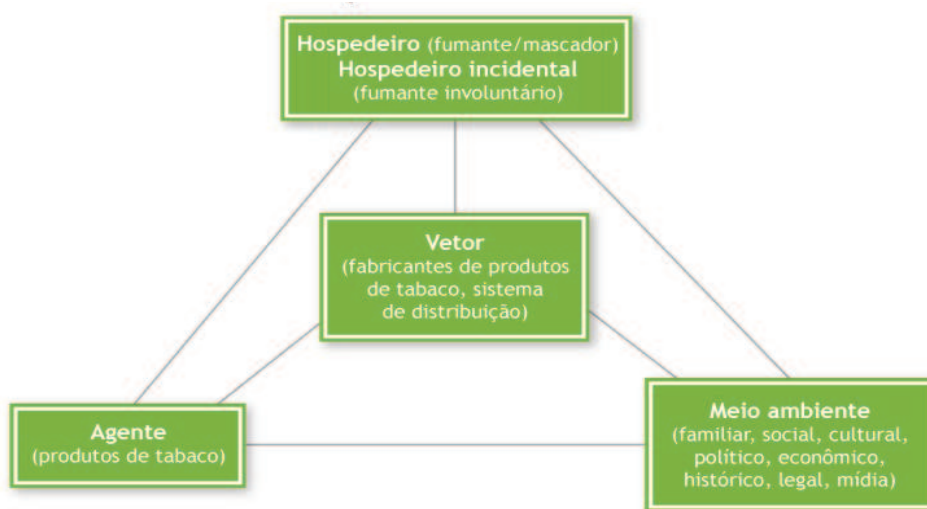 Hospedeiro (fumante/mascador)
Hospedeiro incidental
(fumante involuntário)
Vetor
(fabricantes de produtos
de tabaco, sistema
de distribuição)
Agente
(produtos de tabaco)
Meio ambiente
(familiar, social, cultural,
político, econômico,
histórico, legal, mídia)